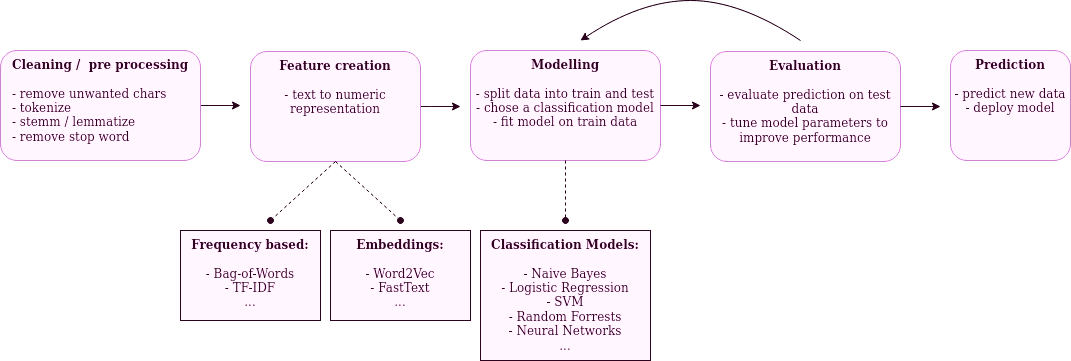 Cleaning /  pre processing
- remove unwanted chars
- tokenize
- stemm / lemmatize
- remove stop word
Feature creation
- text to numeric
representation
Modelling
- split data into train and test
- chose a classification model
- fit model on train data
Evaluation
- evaluate prediction on test
data
- tune model parameters to
improve performance
Prediction
- predict new data
- deploy model
Frequency based:
- Bag-of-Words
- TF-IDF
...
Embeddings:
- Word2Vec
- FastText
...
Classification Models:
- Naive Bayes
- Logistic Regression
- SVM
- Random Forrests
- Neural Networks
...